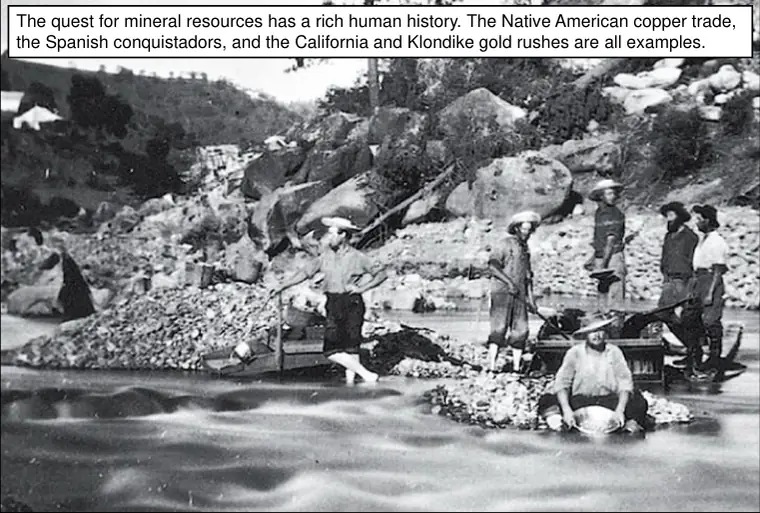 The quest for mineral resources has a rich human history. The Native American copper trade,
the Spanish conquistadors, and the California and Klondike gold rushes are all examples.